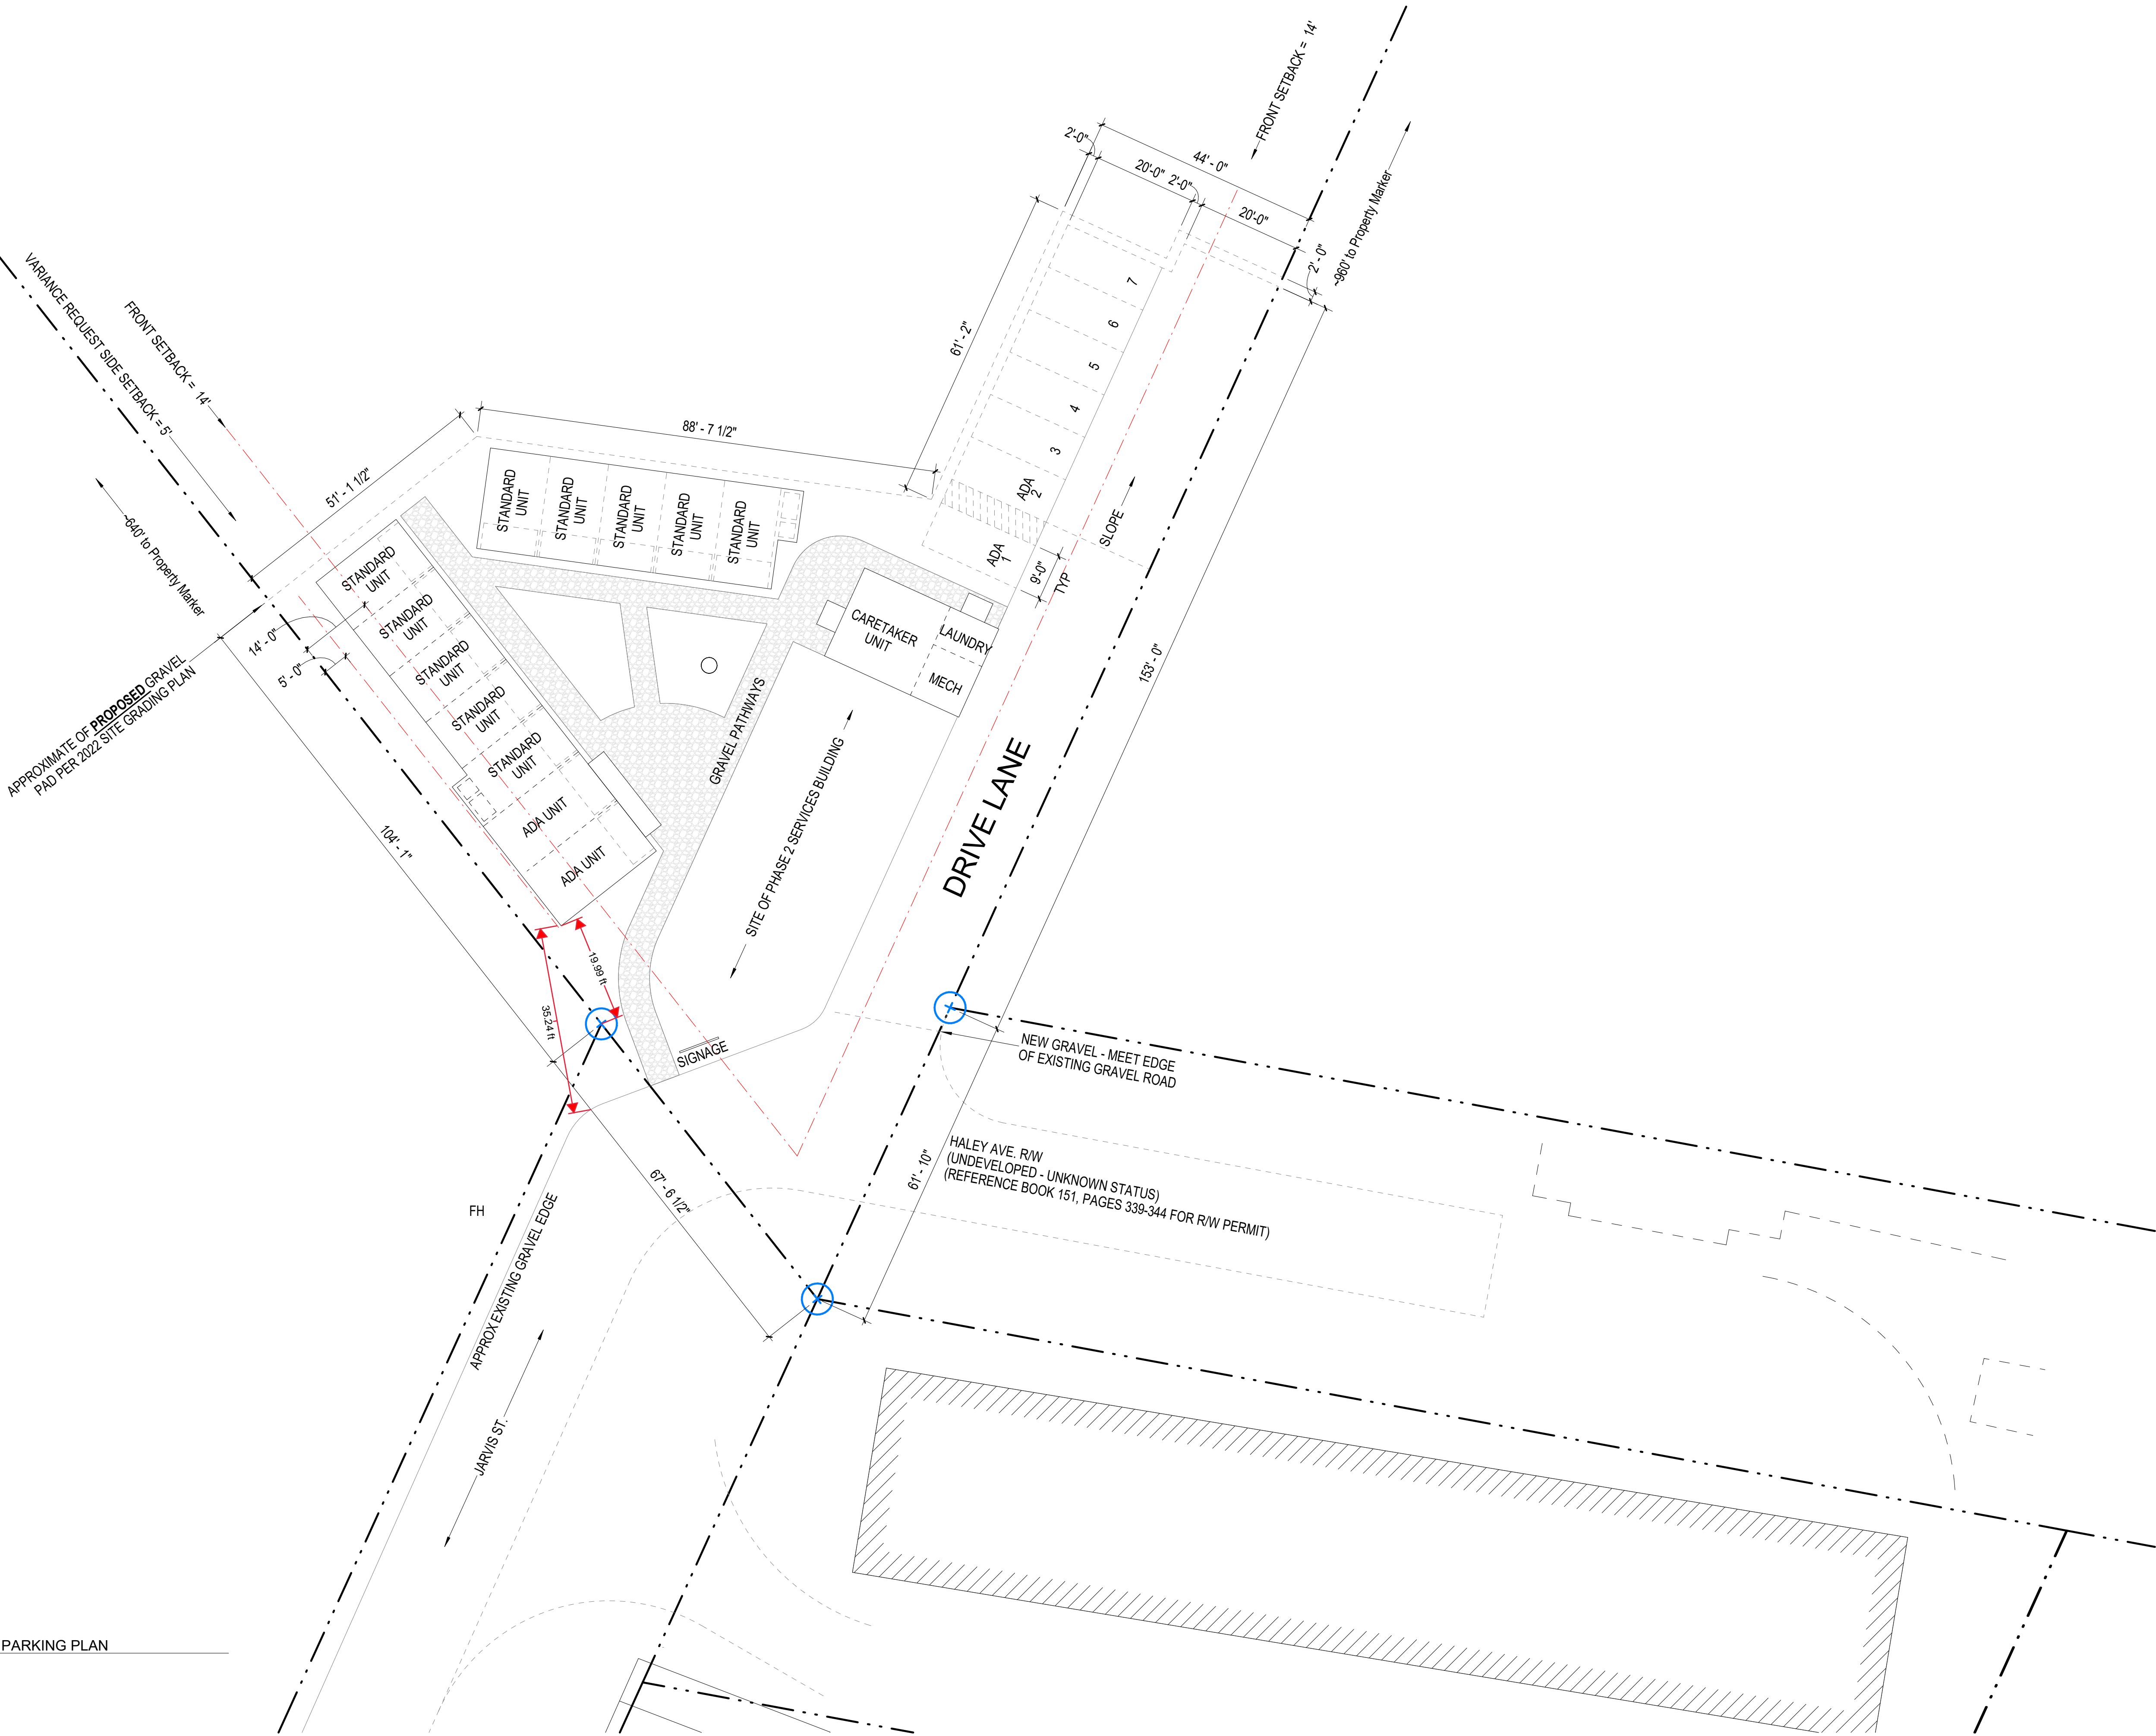 FRONT SETBACK = 14'
2'-0"
44' - 0"
20'-0"
2'-0"
20'-0"
2' - 0"
~960' to Property Marker
VARIANCE REQUEST SIDE SETBACK = 5'
FRONT SETBACK = 14'
61' - 2"
7
6
5
4
3
ADA
2
ADA
1
9'-0"
TYP
SLOPE
88' - 7 1/2"
51' - 1 1/2"
~640' to Property Marker
STANDARD
UNIT
STANDARD
UNIT
STANDARD
UNIT
STANDARD
UNIT
STANDARD
UNIT
STANDARD
UNIT
STANDARD
UNIT
STANDARD
UNIT
STANDARD
UNIT
STANDARD
UNIT
ADA UNIT
ADA UNIT
14' - 0"
5' - 0"
APPROXIMATE OF PROPOSED GRAVEL
PAD PER 2022 SITE GRADING PLAN
CARETAKER
UNIT
LAUNDRY
MECH
153' - 0"
GRAVEL PATHWAYS
SITE OF PHASE 2 SERVICES BUILDING
DRIVE LANE
104' - 1"
19.99 ft
35.24 ft
SIGNAGE
NEW GRAVEL - MEET EDGE
OF EXISTING GRAVEL ROAD
HALEY AVE. R/W
(UNDEVELOPED - UNKNOWN STATUS)
(REFERENCE BOOK 151, PAGES 339-344 FOR R/W PERMIT)
61' - 10"
67' - 6 1/2"
FH
APPROX EXISTING GRAVEL EDGE
JARVIS ST.
PARKING PLAN